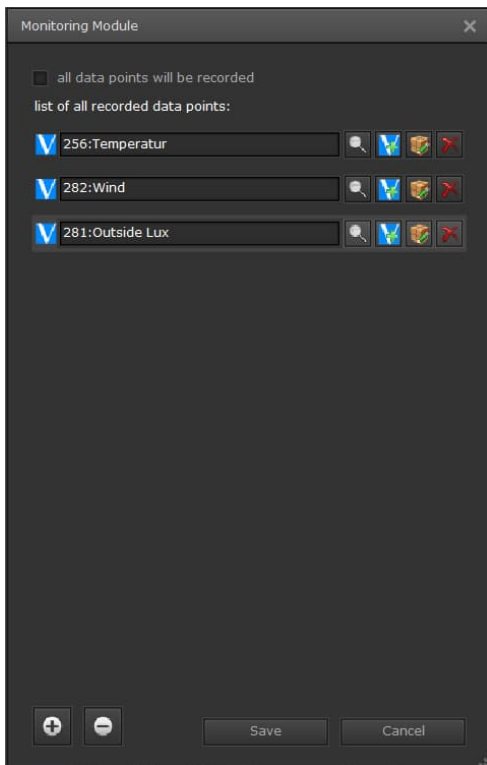 Monitoring Module
all data points will be recorded
list of all recorded data points:
256:Temperatur
282:Wind
281:Outside Lux
Save
Cancel